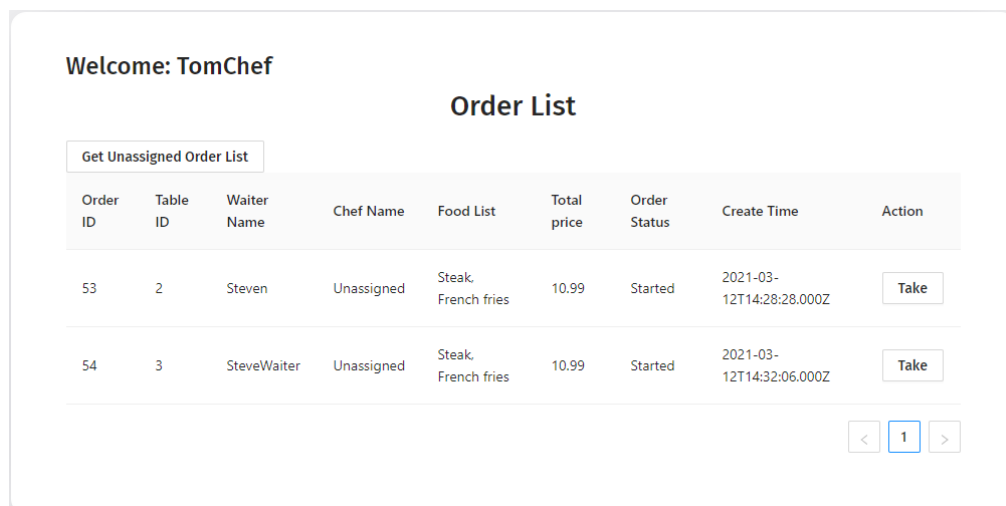 Welcome: TomChef
Order List
Get Unassigned Order List
Order ID Table ID Waiter Name Chef Name Food List Total price Order Status Create Time Action
53 2 Steven Unassigned Steak, French fries 10.99 Started 2021-03-12T14:28:28.000Z Take
54 3 SteveWaiter Unassigned Steak, French fries 10.99 Started 2021-03-12T14:32:06.000Z Take
< 1 >